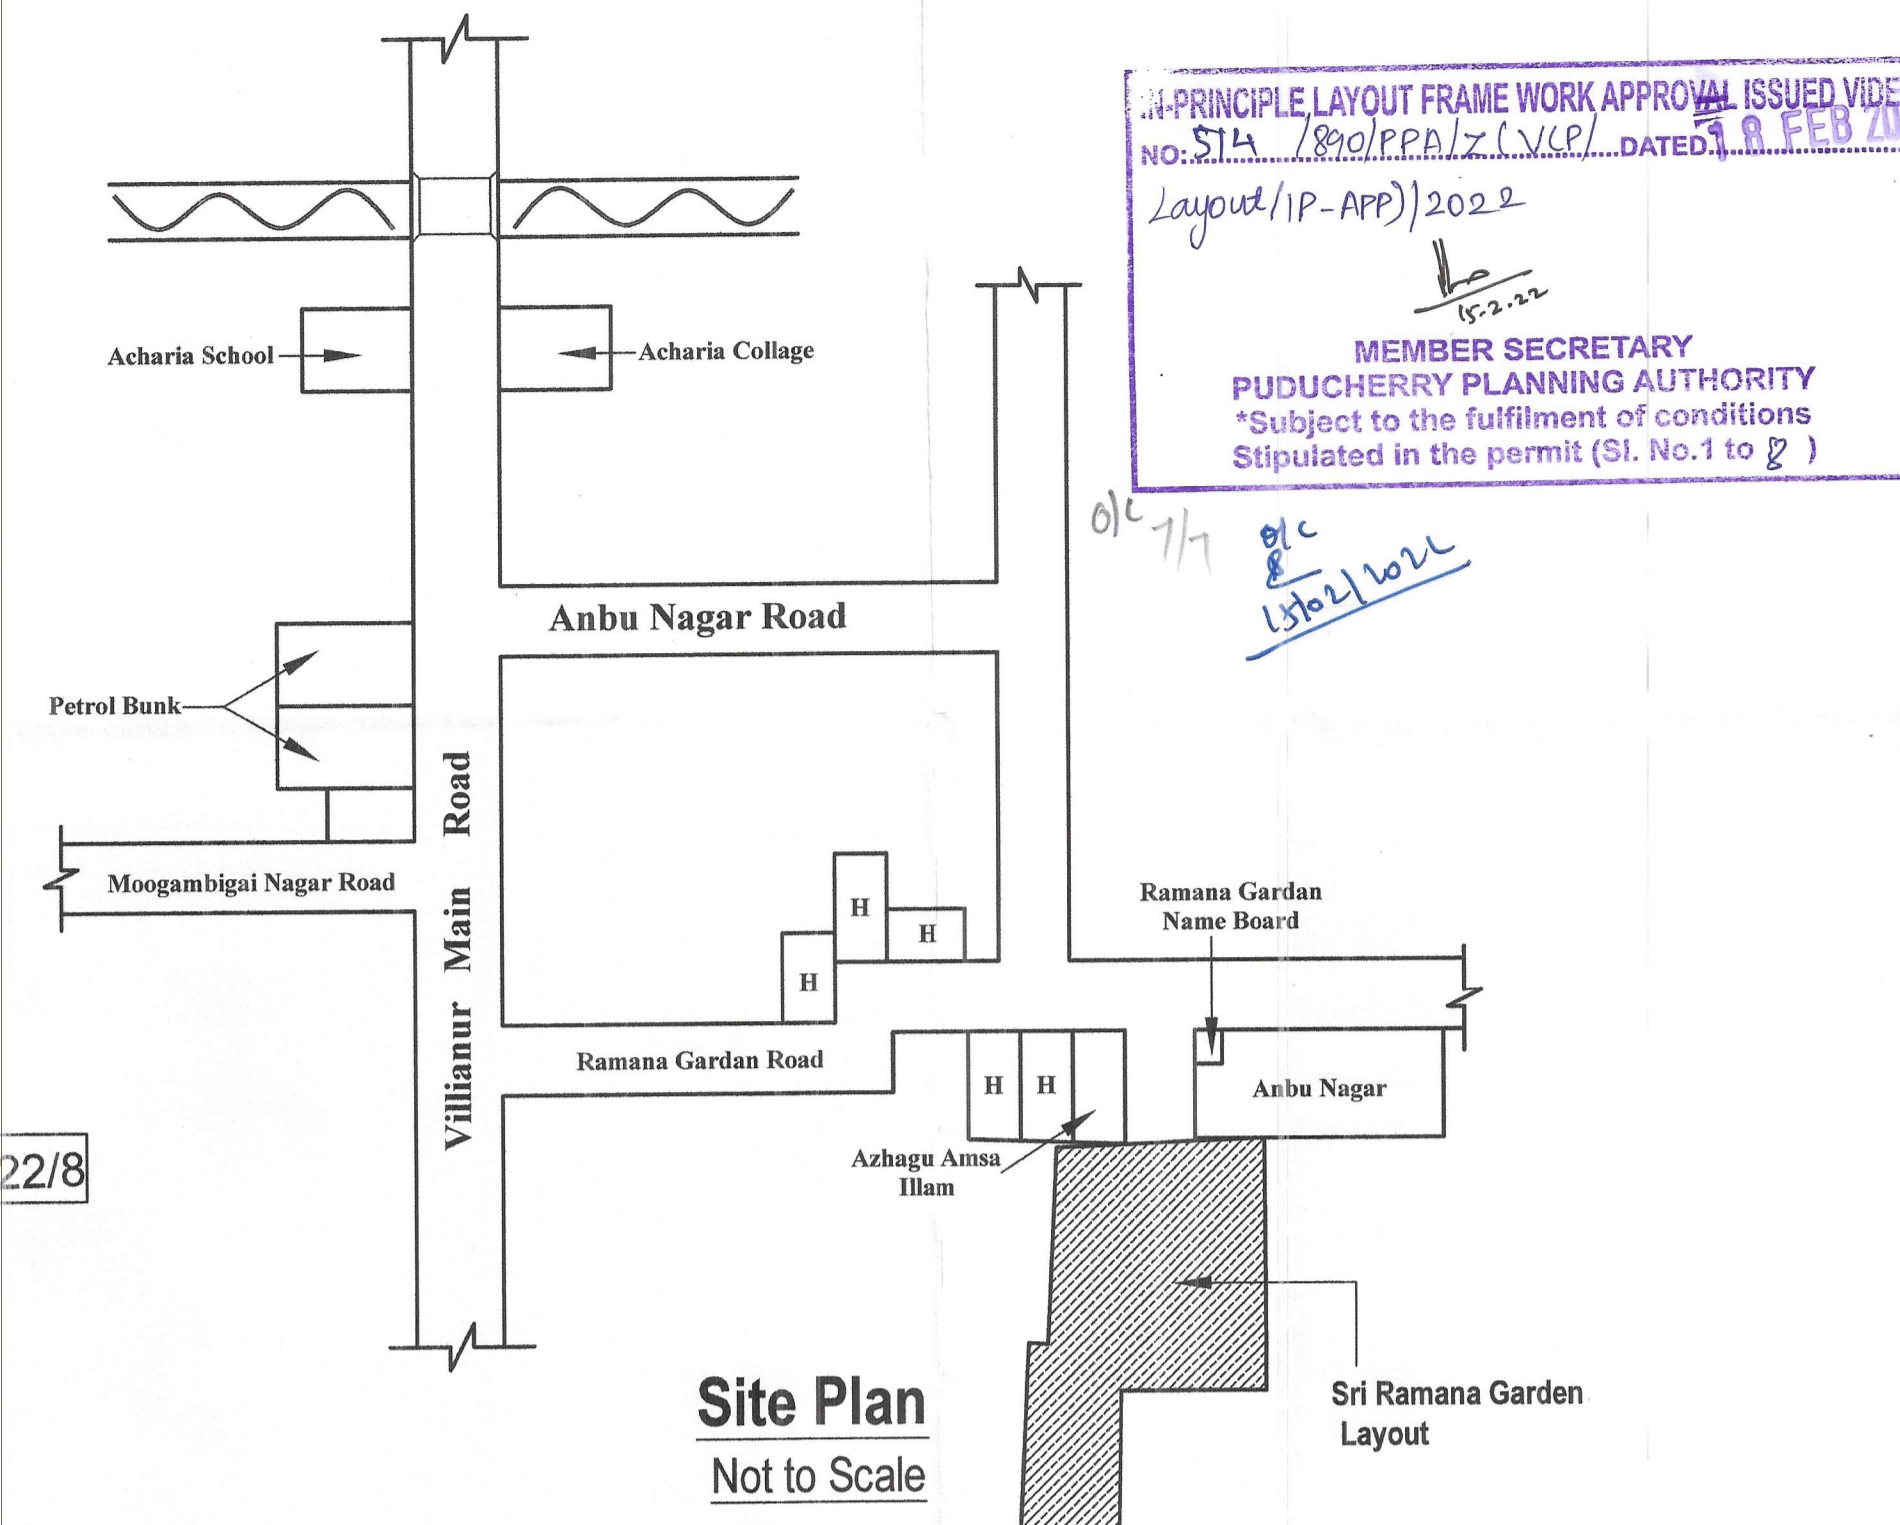 IN-PRINCIPLE LAYOUT FRAME WORK APPROVAL ISSUED VIDE
NO: 514 /890/PPA/Z(VCP/ DATED 18 FEB 20
Layout/IP-APP))2022
15-2-22
MEMBER SECRETARY
PUDUCHERRY PLANNING AUTHORITY
*Subject to the fulfilment of conditions
Stipulated in the permit (Sl. No.1 to 8 )
O/C
O/C
15/02/2022
Acharia School
Acharia Collage
Anbu Nagar Road
Petrol Bunk
Villianur Main Road
Moogambigai Nagar Road
Ramana Gardan
Name Board
H
H
H
Ramana Gardan Road
H
H
Anbu Nagar
Azhagu Amsa
Illam
22/8
Sri Ramana Garden
Layout
Site Plan
Not to Scale